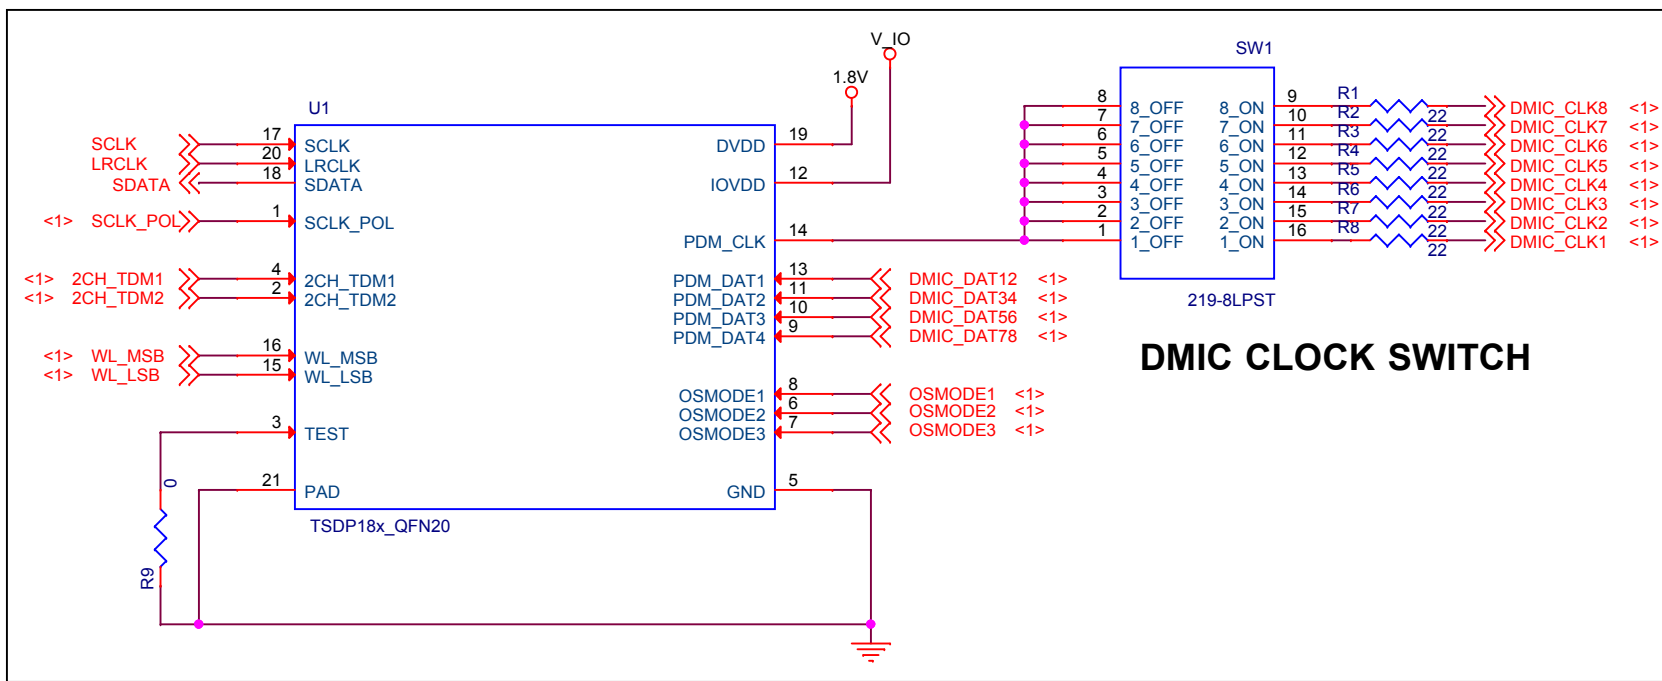 V_IO
SW1
1.8V
U1
8 8_OFF 8_ON 9 R1 22 DMIC_CLK8 <1>
7 7_OFF 7_ON 10 R2 22 DMIC_CLK7 <1>
6 6_OFF 6_ON 11 R3 22 DMIC_CLK6 <1>
5 5_OFF 5_ON 12 R4 22 DMIC_CLK5 <1>
4 4_OFF 4_ON 13 R5 22 DMIC_CLK4 <1>
3 3_OFF 3_ON 14 R6 22 DMIC_CLK3 <1>
2 2_OFF 2_ON 15 R7 22 DMIC_CLK2 <1>
1 1_OFF 1_ON 16 R8 22 DMIC_CLK1 <1>
219-8LPST
DMIC CLOCK SWITCH
SCLK 17 SCLK
LRCLK 20 LRCLK
SDATA 18 SDATA
<1> SCLK_POL 1 SCLK_POL
<1> 2CH_TDM1 4 2CH_TDM1
<1> 2CH_TDM2 2 2CH_TDM2
<1> WL_MSB 16 WL_MSB
<1> WL_LSB 15 WL_LSB
3 TEST
21 PAD
DVDD 19
IOVDD 12
PDM_CLK 14
PDM_DAT1 13 DMIC_DAT12 <1>
PDM_DAT2 11 DMIC_DAT34 <1>
PDM_DAT3 10 DMIC_DAT56 <1>
PDM_DAT4 9 DMIC_DAT78 <1>
OSMODE1 8 OSMODE1 <1>
OSMODE2 6 OSMODE2 <1>
OSMODE3 7 OSMODE3 <1>
GND 5
TSDP18x_QFN20
0
R9